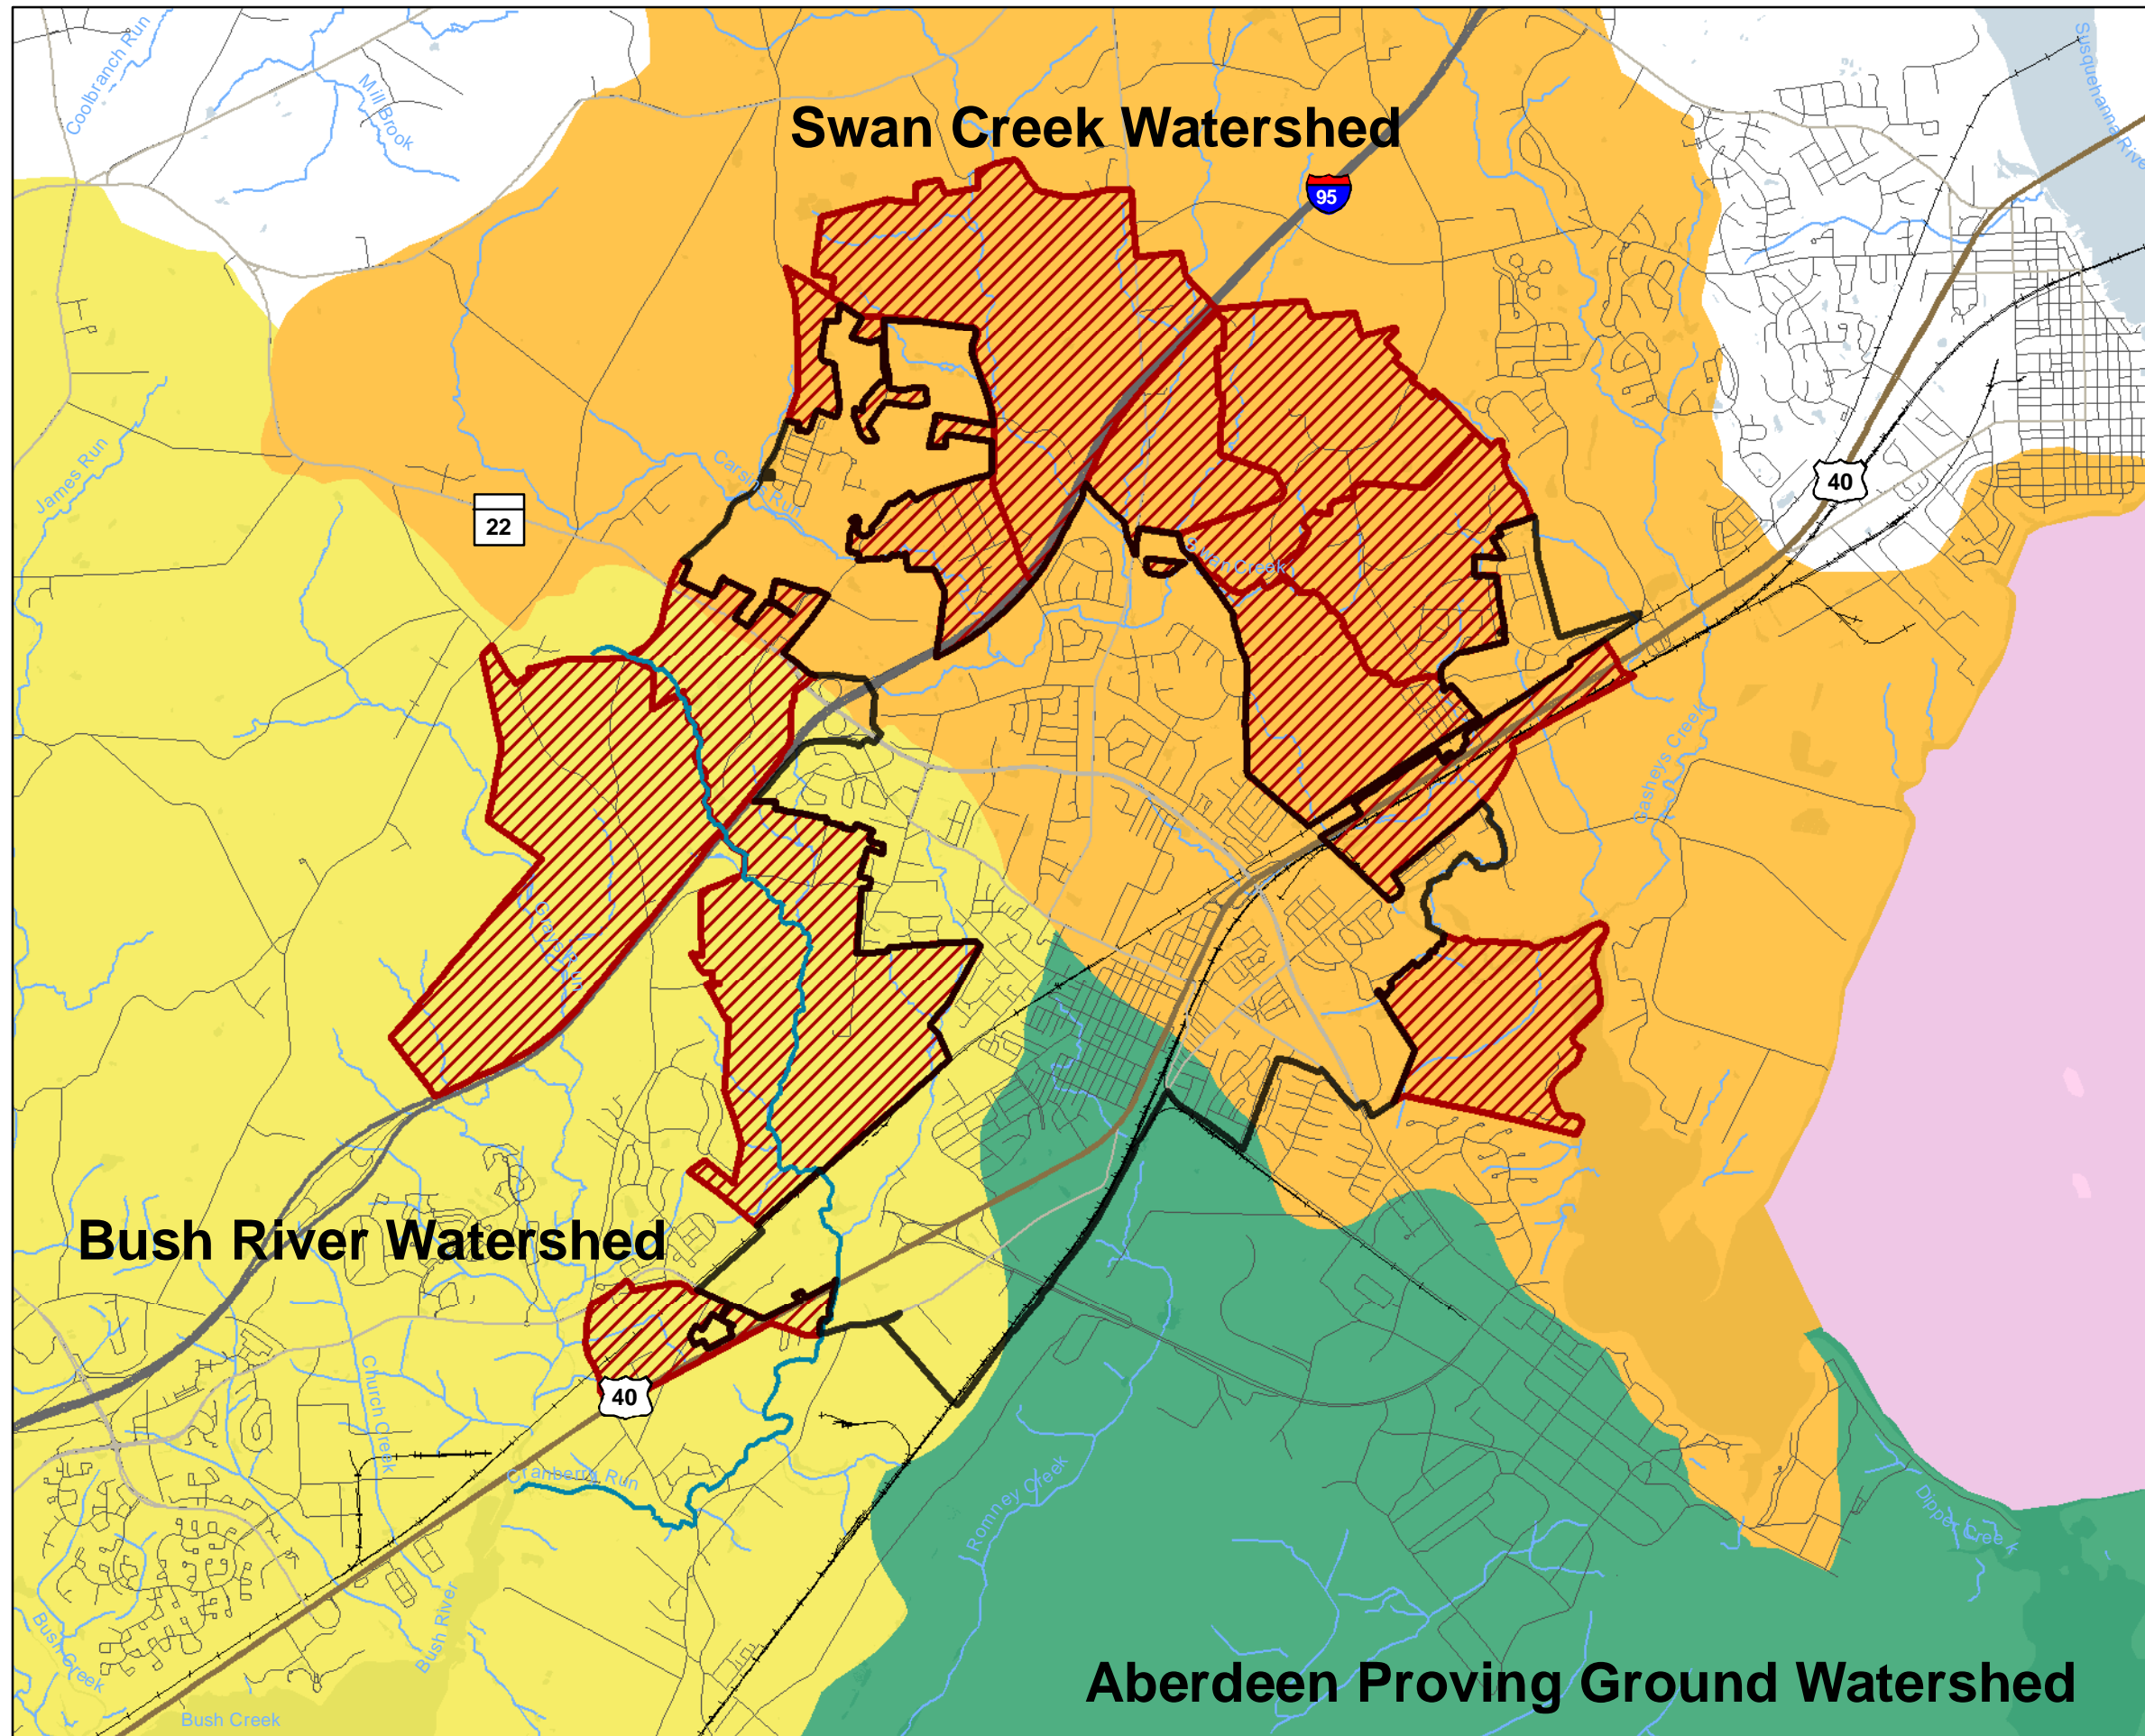 Coolbranch Run
Mill Brook
Susquehanna River
Swan Creek Watershed
95
James Run
Carsins Run
22
40
Swan Creek
Gasheys Creek
Grays Run
Bush River Watershed
Church Creek
40
Cranberry Run
Romney Creek
Dipper Creek
Bush River
Bush Creek
Aberdeen Proving Ground Watershed
Bush Creek